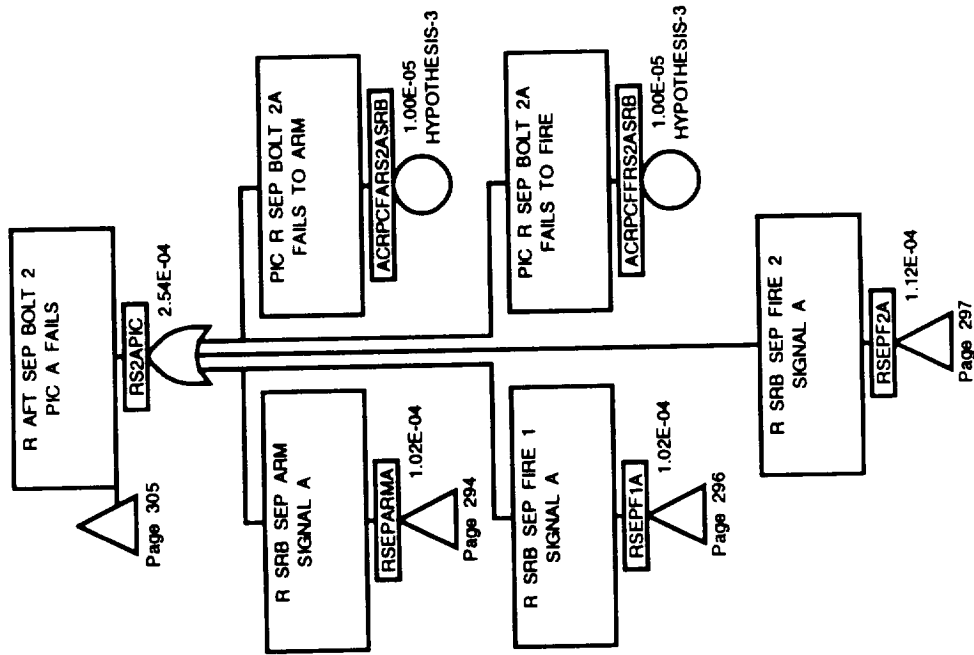 R AFT SEP BOLT 2
PIC A FAILS
RS2APIC
2.54E-04
Page 305
R SRB SEP ARM
SIGNAL A
RSEPARMA
1.02E-04
Page 294
PIC R SEP BOLT 2A
FAILS TO ARM
ACRPCFARS2ASRB
1.00E-05
HYPOTHESIS-3
R SRB SEP FIRE 1
SIGNAL A
RSEPF1A
1.02E-04
Page 296
PIC R SEP BOLT 2A
FAILS TO FIRE
ACRPCFFRS2ASRB
1.00E-05
HYPOTHESIS-3
R SRB SEP FIRE 2
SIGNAL A
RSEPF2A
1.12E-04
Page 297